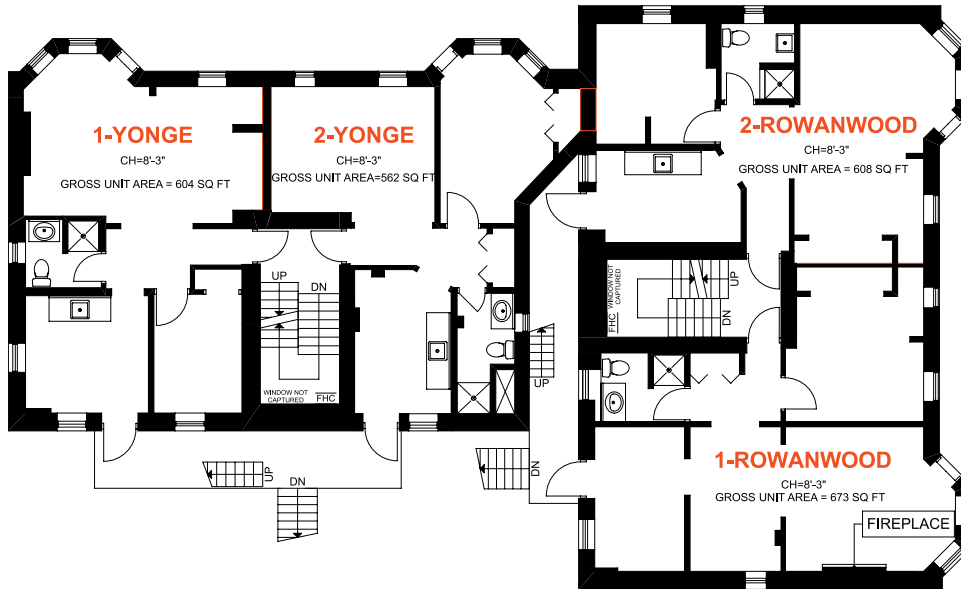 1-YONGE
CH=8'-3"
GROSS UNIT AREA = 604 SQ FT
2-YONGE
CH=8'-3"
GROSS UNIT AREA=562 SQ FT
2-ROWANWOOD
CH=8'-3"
GROSS UNIT AREA = 608 SQ FT
UP
DN
WINDOW NOT
CAPTURED
FHC
FHC
WINDOW NOT
CAPTURED
UP
DN
UP
UP
DN
DN
1-ROWANWOOD
CH=8'-3"
GROSS UNIT AREA = 673 SQ FT
FIREPLACE